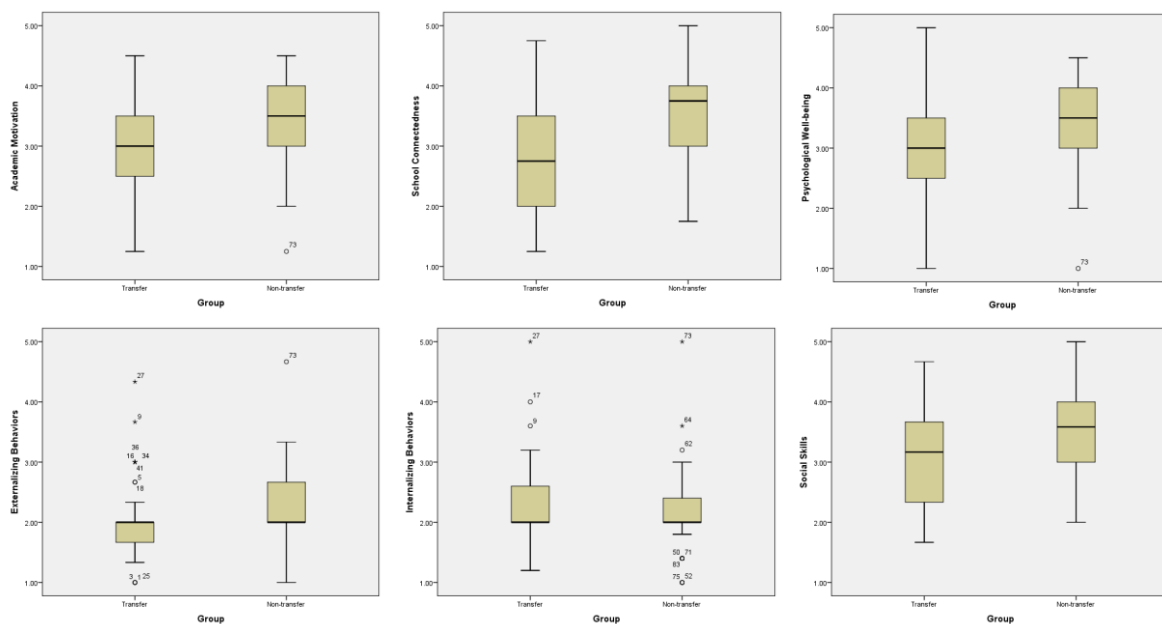 Academic Motivation
5.00
4.00
3.00
2.00
1.00
73
Transfer
Non-transfer
Group
School Connectedness
5.00
4.00
3.00
2.00
1.00
Transfer
Non-transfer
Group
Psychological Well-being
5.00
4.00
3.00
2.00
1.00
73
Transfer
Non-transfer
Group
Externalizing Behaviors
5.00
4.00
3.00
2.00
1.00
27
9
36
16 34
41
18
3 1 25
73
Transfer
Non-transfer
Group
Internalizing Behaviors
5.00
4.00
3.00
2.00
1.00
27
17
9
73
64
62
50 71
83
75 52
Transfer
Non-transfer
Group
Social Skills
5.00
4.00
3.00
2.00
1.00
Transfer
Non-transfer
Group